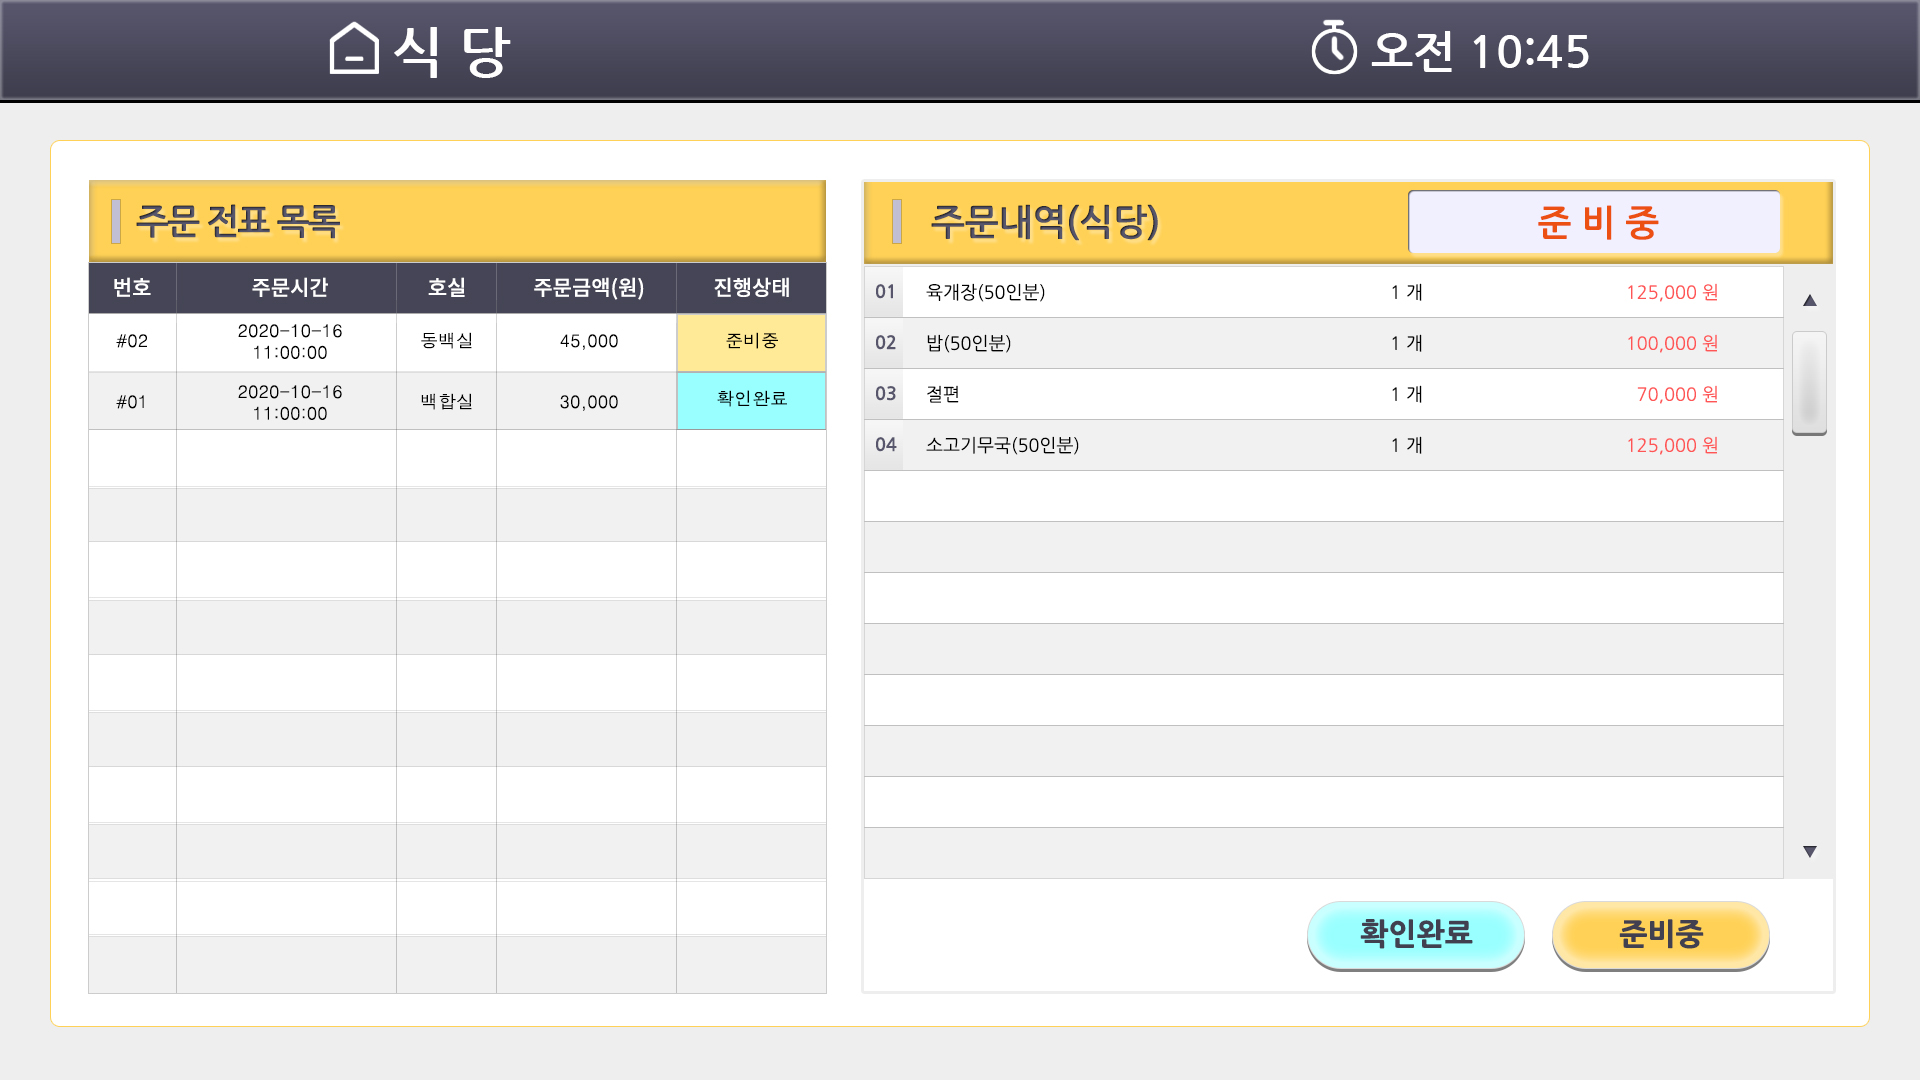 식 당
오전 10:45
주문 전표 목록
번호 주문시간 호실 주문금액(원) 진행상태
#02 2020-10-16 11:00:00 동백실 45,000 준비중
#01 2020-10-16 11:00:00 백합실 30,000 확인완료
주문내역(식당) 준 비 중
01 육개장(50인분) 1 개 125,000 원
02 밥(50인분) 1 개 100,000 원
03 절편 1 개 70,000 원
04 소고기무국(50인분) 1 개 125,000 원
확인완료 준비중